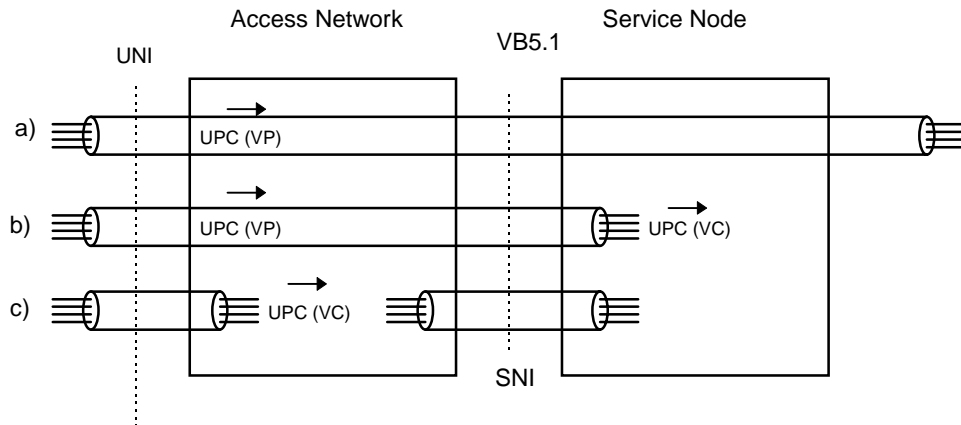 Access Network
Service Node
VB5.1
UNI
a)
UPC (VP)
b)
UPC (VP)
UPC (VC)
c)
UPC (VC)
SNI